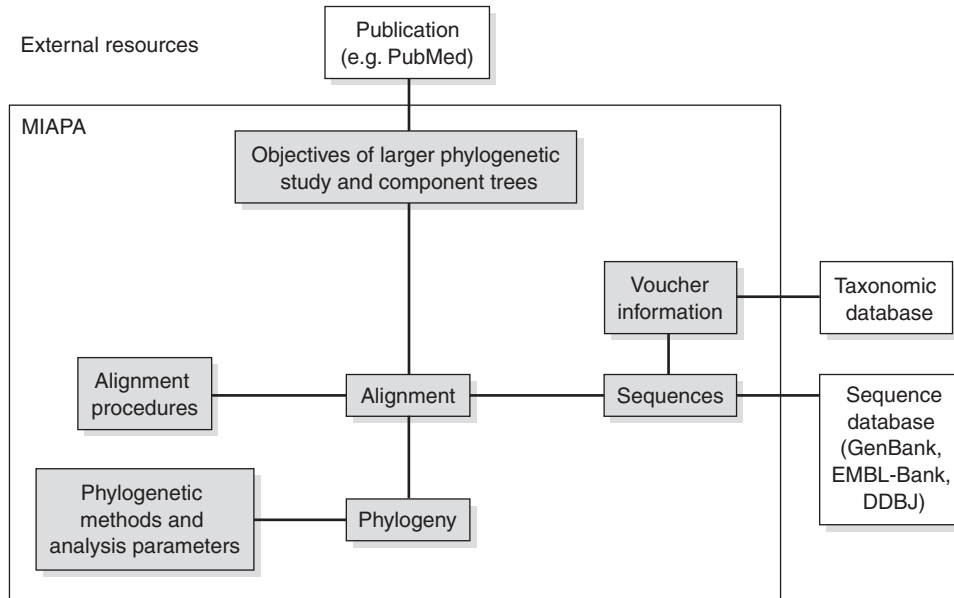 External resources
Publication
(e.g. PubMed)
MIAPA
Objectives of larger phylogenetic
study and component trees
Voucher
information
Taxonomic
database
Alignment
procedures
Alignment
Sequences
Sequence
database
(GenBank,
EMBL-Bank,
DDBJ)
Phylogenetic
methods and
analysis parameters
Phylogeny